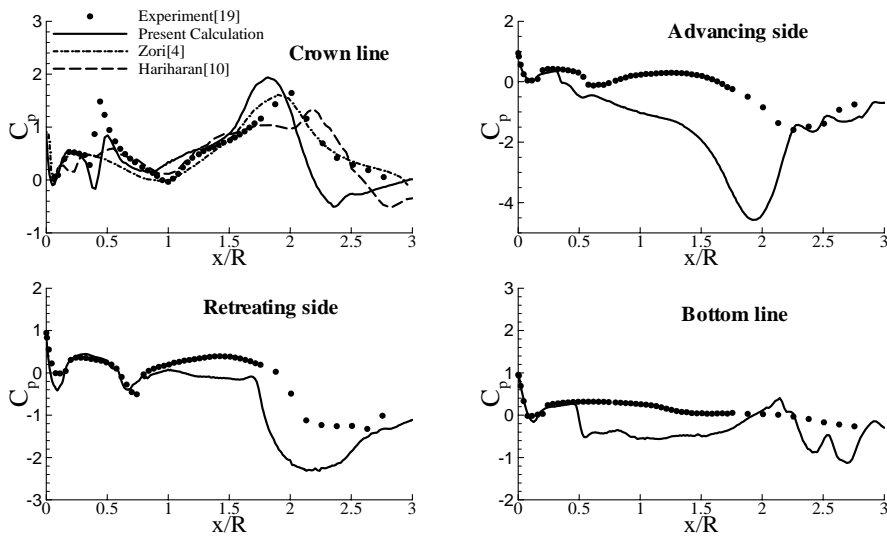 Experiment[19]
Present Calculation
Zori[4]
Hariharan[10]
Crown line
Cp
3
2
1
0
-1
0 0.5 1 1.5 2 2.5 3
x/R
Advancing side
Cp
2
0
-2
-4
0 0.5 1 1.5 2 2.5 3
x/R
Retreating side
Cp
2
1
0
-1
-2
-3
0 0.5 1 1.5 2 2.5 3
x/R
Bottom line
Cp
3
2
1
0
-1
-2
0 0.5 1 1.5 2 2.5 3
x/R